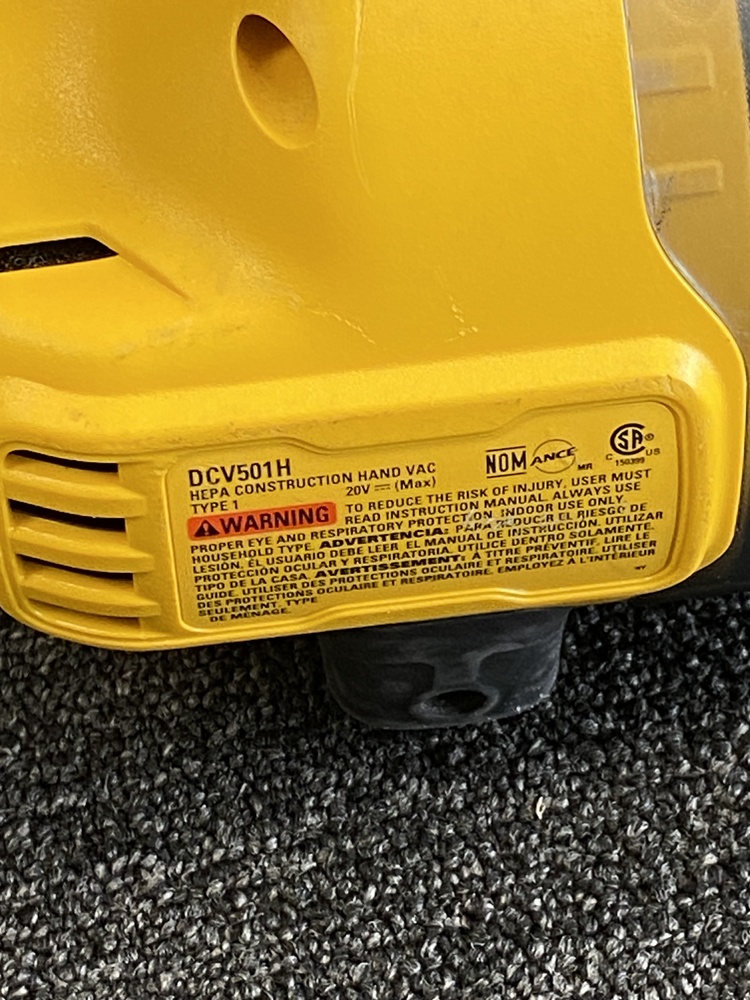 DCV501H
HEPA CONSTRUCTION HAND VAC
TYPE 1 20V ⎓ (Max)
NOM ANCE MR
CSA ®
C 150399 US
WARNING TO REDUCE THE RISK OF INJURY, USER MUST
READ INSTRUCTION MANUAL. ALWAYS USE
PROPER EYE AND RESPIRATORY PROTECTION. INDOOR USE ONLY.
HOUSEHOLD TYPE. ADVERTENCIA: PARA REDUCIR EL RIESGO DE
LESIÓN, EL USUARIO DEBE LEER EL MANUAL DE INSTRUCCIÓN. UTILIZAR
PROTECCIÓN OCULAR Y RESPIRATORIA. UTILICE DENTRO SOLAMENTE.
TIPO DE LA CASA. AVERTISSEMENT: À TITRE PRÉVENTIF, LIRE LE
GUIDE. UTILISER DES PROTECTIONS OCULAIRE ET RESPIRATOIRE. UTILISER
DES PROTECTIONS OCULAIRE ET RESPIRATOIRE. EMPLOYEZ À L'INTÉRIEUR
SEULEMENT. TYPE
DE MÉNAGE.